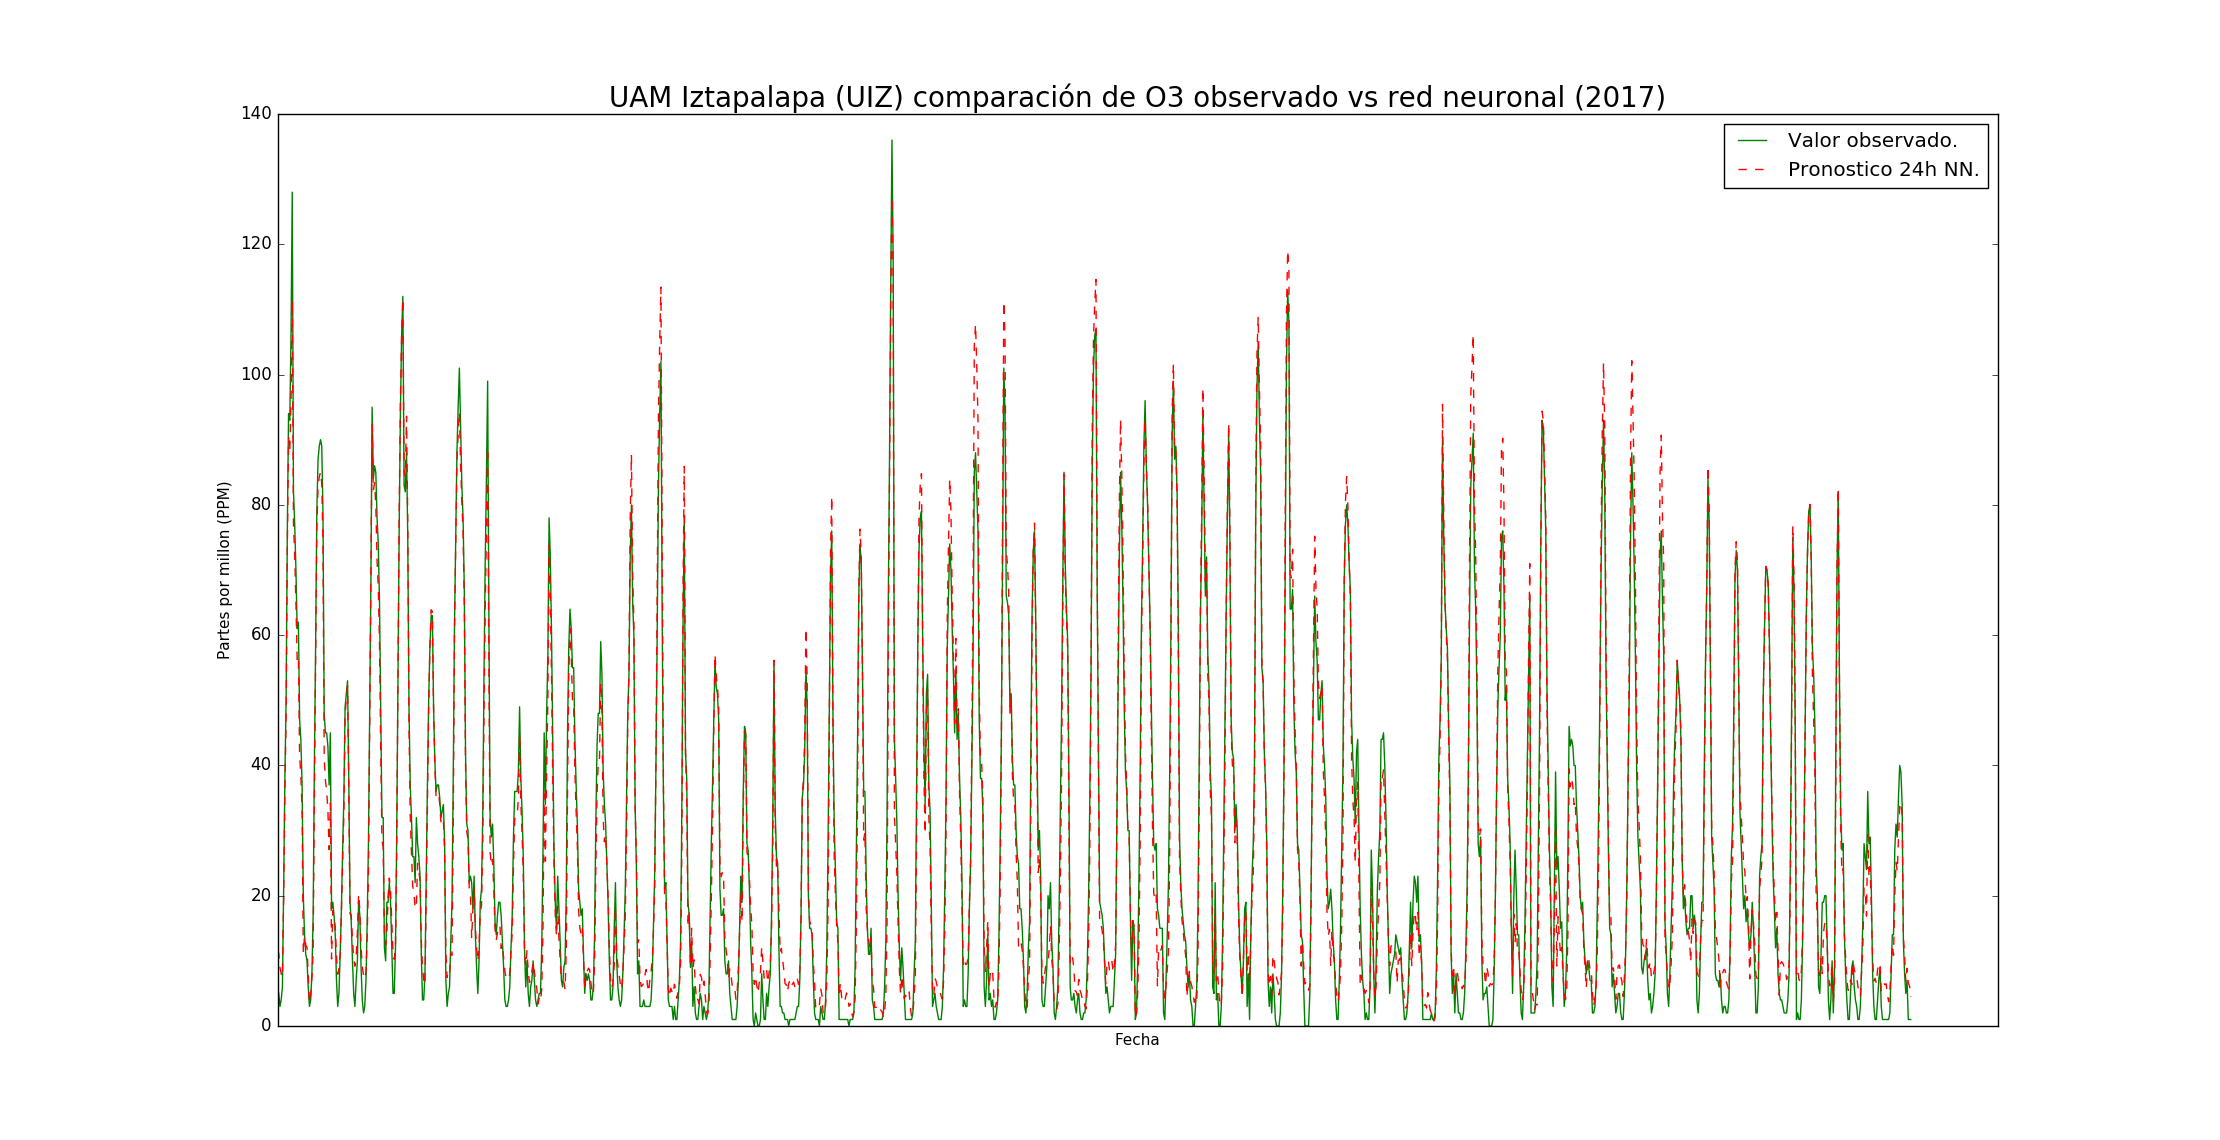 UAM Iztapalapa (UIZ) comparación de O3 observado vs red neuronal (2017)
140
120
100
80
60
40
20
0
Partes por millon (PPM)
Valor observado.
Pronostico 24h NN.
Fecha